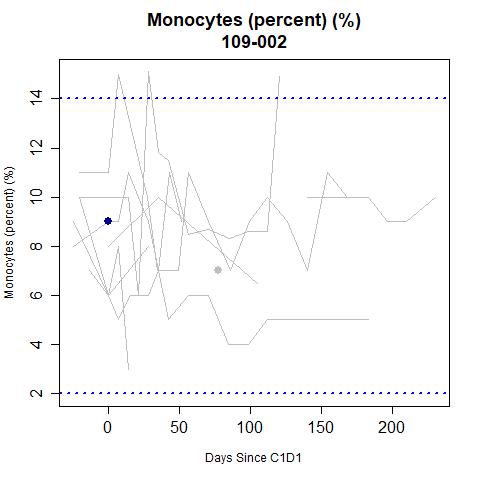 Monocytes (percent) (%)
109-002
Monocytes (percent) (%)
14
12
10
8
6
4
2
0 50 100 150 200
Days Since C1D1